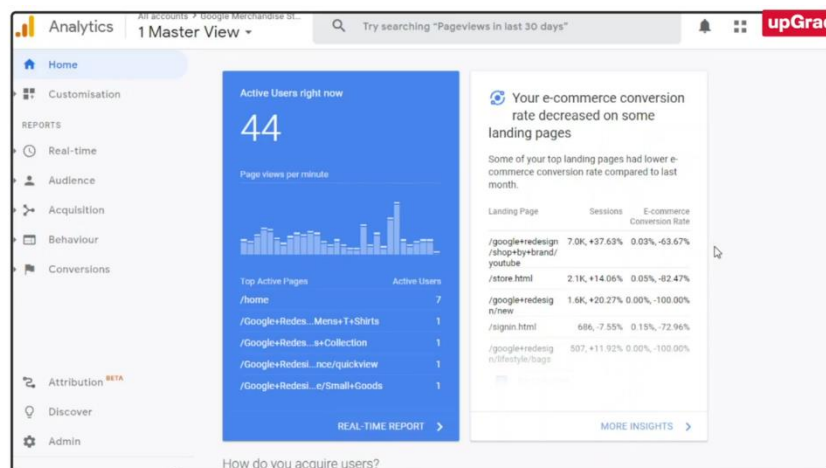 All accounts > Google Merchandise St...
Analytics
1 Master View
Try searching "Pageviews in last 30 days"
upGrad
Home
Customisation
REPORTS
Real-time
Audience
Acquisition
Behaviour
Conversions
Attribution BETA
Discover
Admin
Active Users right now
44
Page views per minute
Top Active Pages Active Users
/home 7
/Google+Redes...Mens+T+Shirts 1
/Google+Redes...s+Collection 1
/Google+Redesi...nce/quickview 1
/Google+Redesi...e/Small+Goods 1
REAL-TIME REPORT >
Your e-commerce conversion
rate decreased on some
landing pages
Some of your top landing pages had lower e-
commerce conversion rate compared to last
month.
Landing Page Sessions E-commerce
Conversion Rate
/google+redesign 7.0K, +37.63% 0.03%, -63.67%
/shop+by+brand/
youtube
/store.html 2.1K, +14.06% 0.05%, -82.47%
/google+redesig 1.6K, +20.27% 0.00%, -100.00%
n/new
/signin.html 686, -7.55% 0.15%, -72.96%
/google+redesig 507, +11.92% 0.00%, -100.00%
n/lifestyle/bags
MORE INSIGHTS >
How do you acquire users?